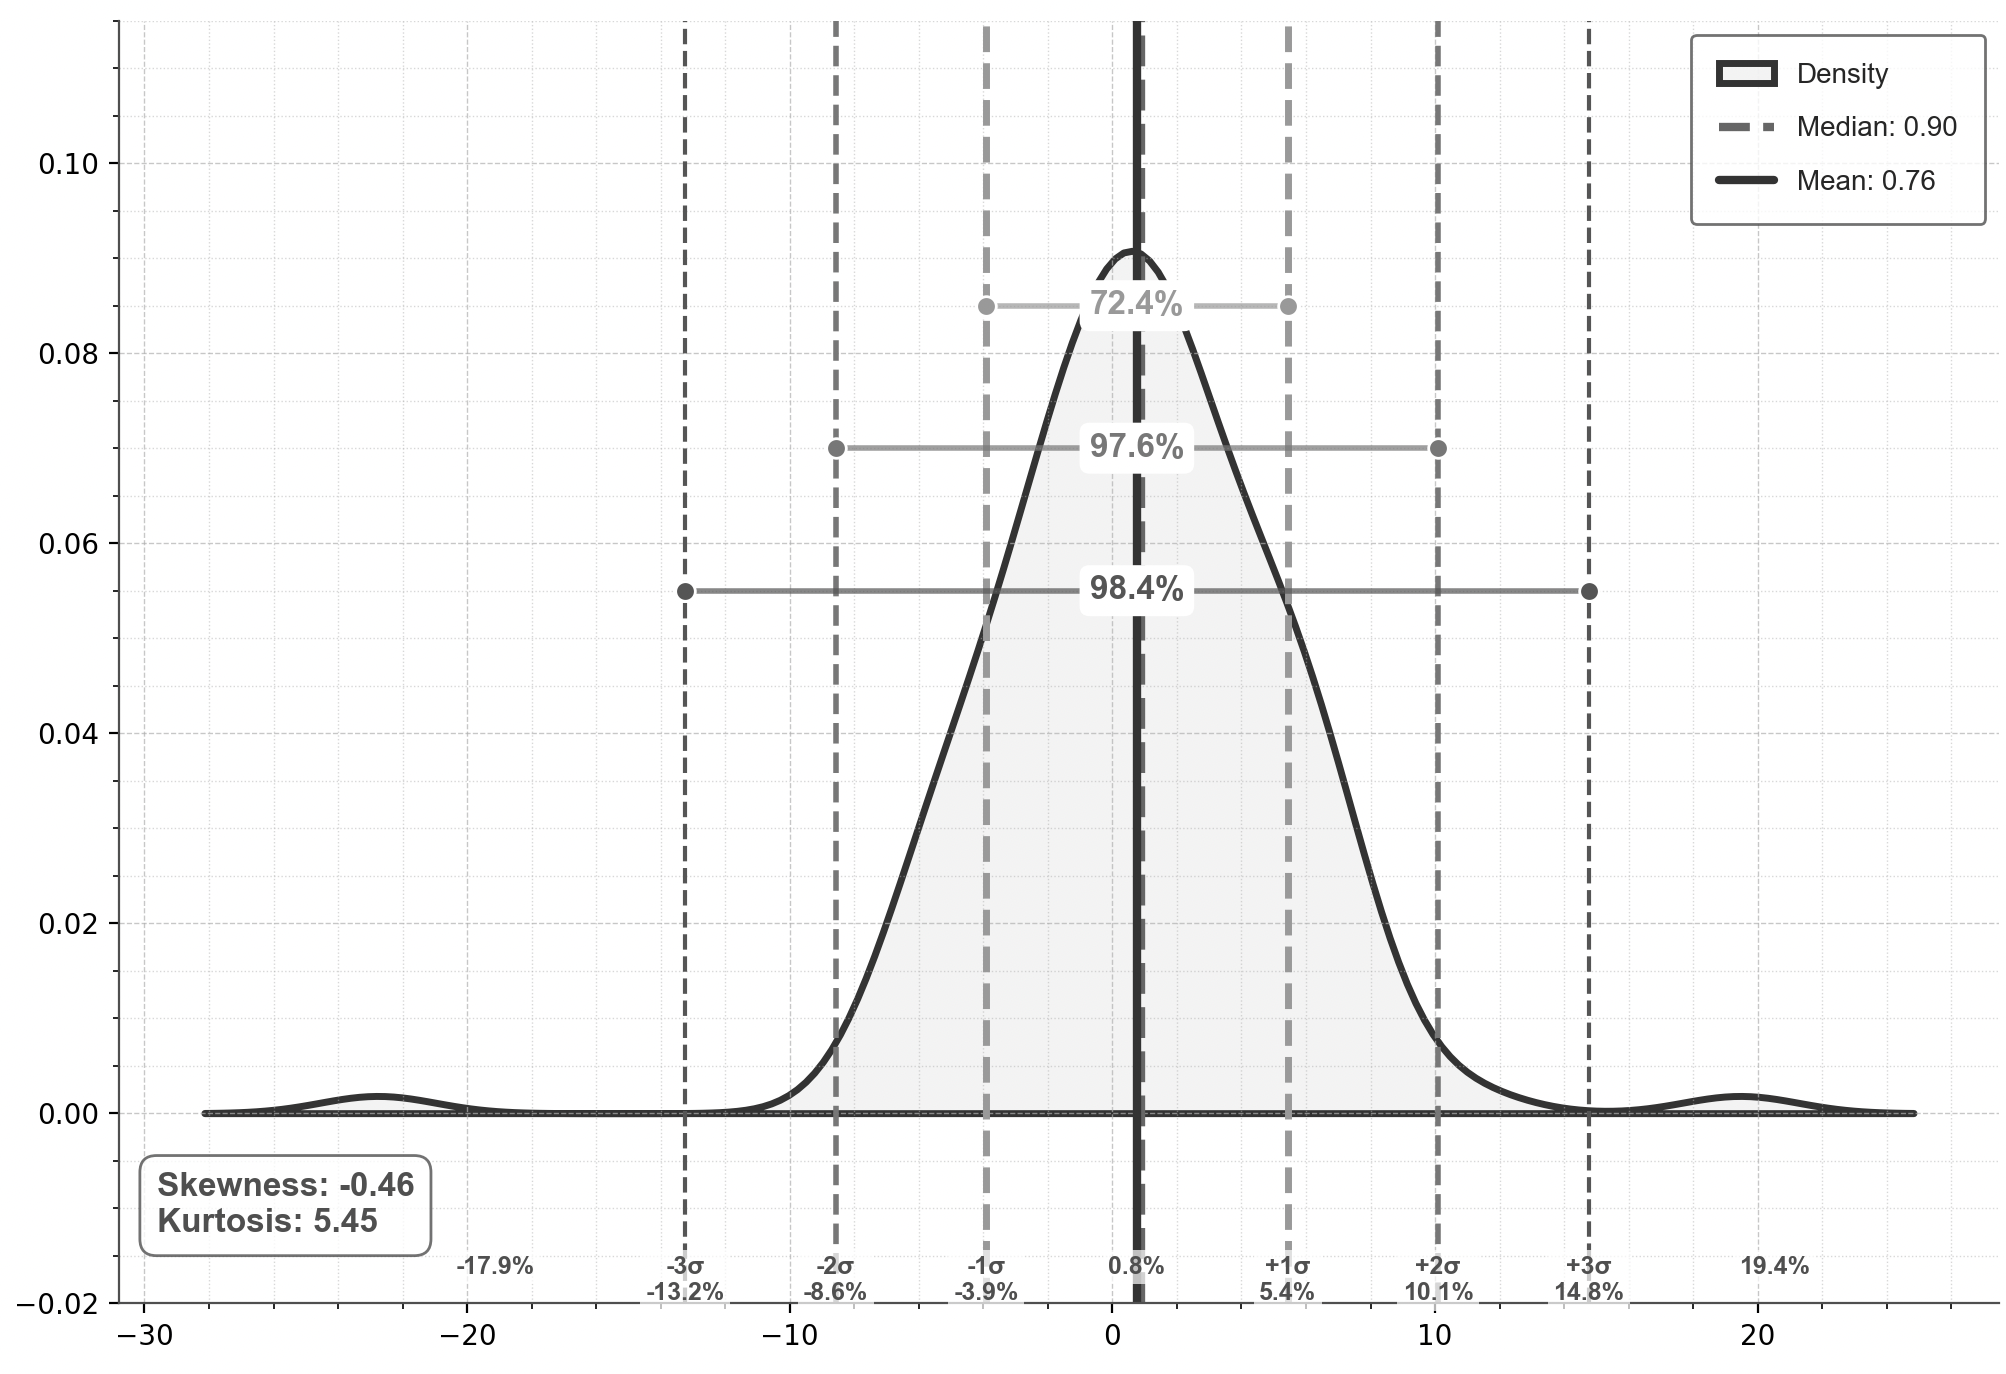 Density
Median: 0.90
Mean: 0.76
0.10
0.08
0.06
0.04
0.02
0.00
−0.02
72.4%
97.6%
98.4%
Skewness: -0.46
Kurtosis: 5.45
-17.9% -3σ -2σ -1σ 0.8% +1σ +2σ +3σ 19.4%
-13.2% -8.6% -3.9% 5.4% 10.1% 14.8%
−30 −20 −10 0 10 20